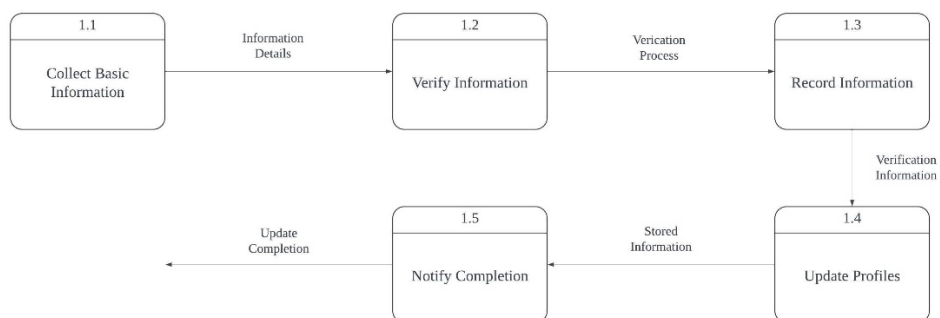 1.1
Collect Basic
Information
Information
Details
1.2
Verify Information
Verication
Process
1.3
Record Information
Verification
Information
1.4
Update Profiles
Stored
Information
1.5
Notify Completion
Update
Completion